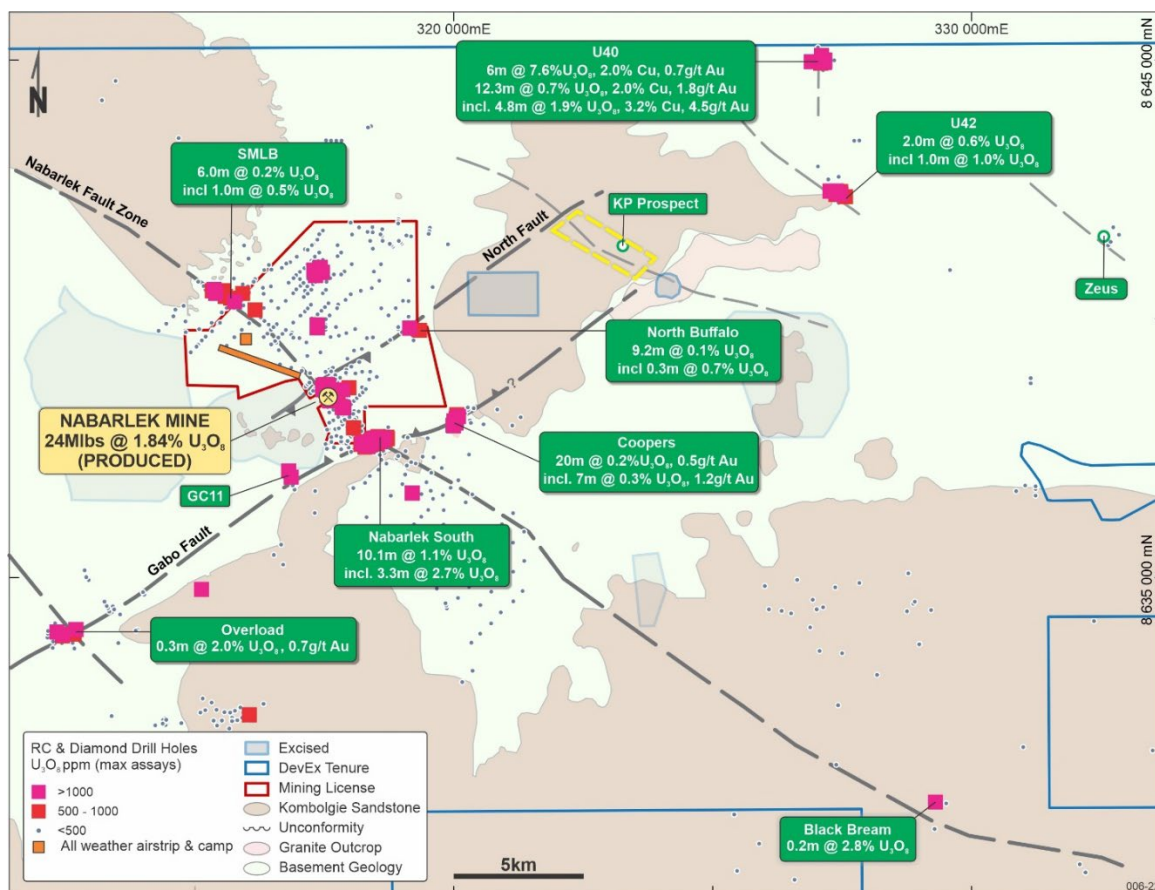 320 000mE
330 000mE
8 645 000 mN
N
U40
6m @ 7.6%U₃O₈, 2.0% Cu, 0.7g/t Au
12.3m @ 0.7% U₃O₈, 2.0% Cu, 1.8g/t Au
incl. 4.8m @ 1.9% U₃O₈, 3.2% Cu, 4.5g/t Au
U42
2.0m @ 0.6% U₃O₈
incl 1.0m @ 1.0% U₃O₈
SMLB
6.0m @ 0.2% U₃O₈
incl 1.0m @ 0.5% U₃O₈
Nabarlek Fault Zone
North Fault
KP Prospect
Zeus
North Buffalo
9.2m @ 0.1% U₃O₈
incl 0.3m @ 0.7% U₃O₈
?
NABARLEK MINE
24Mlbs @ 1.84% U₃O₈
(PRODUCED)
Coopers
20m @ 0.2%U₃O₈, 0.5g/t Au
incl. 7m @ 0.3% U₃O₈, 1.2g/t Au
GC11
Gabo Fault
Nabarlek South
10.1m @ 1.1% U₃O₈
incl. 3.3m @ 2.7% U₃O₈
8 635 000 mN
Overload
0.3m @ 2.0% U₃O₈, 0.7g/t Au
RC & Diamond Drill Holes
U₃O₈ ppm (max assays)
>1000
500 - 1000
<500
All weather airstrip & camp
Excised
DevEx Tenure
Mining License
Kombolgie Sandstone
Unconformity
Granite Outcrop
Basement Geology
5km
Black Bream
0.2m @ 2.8% U₃O₈